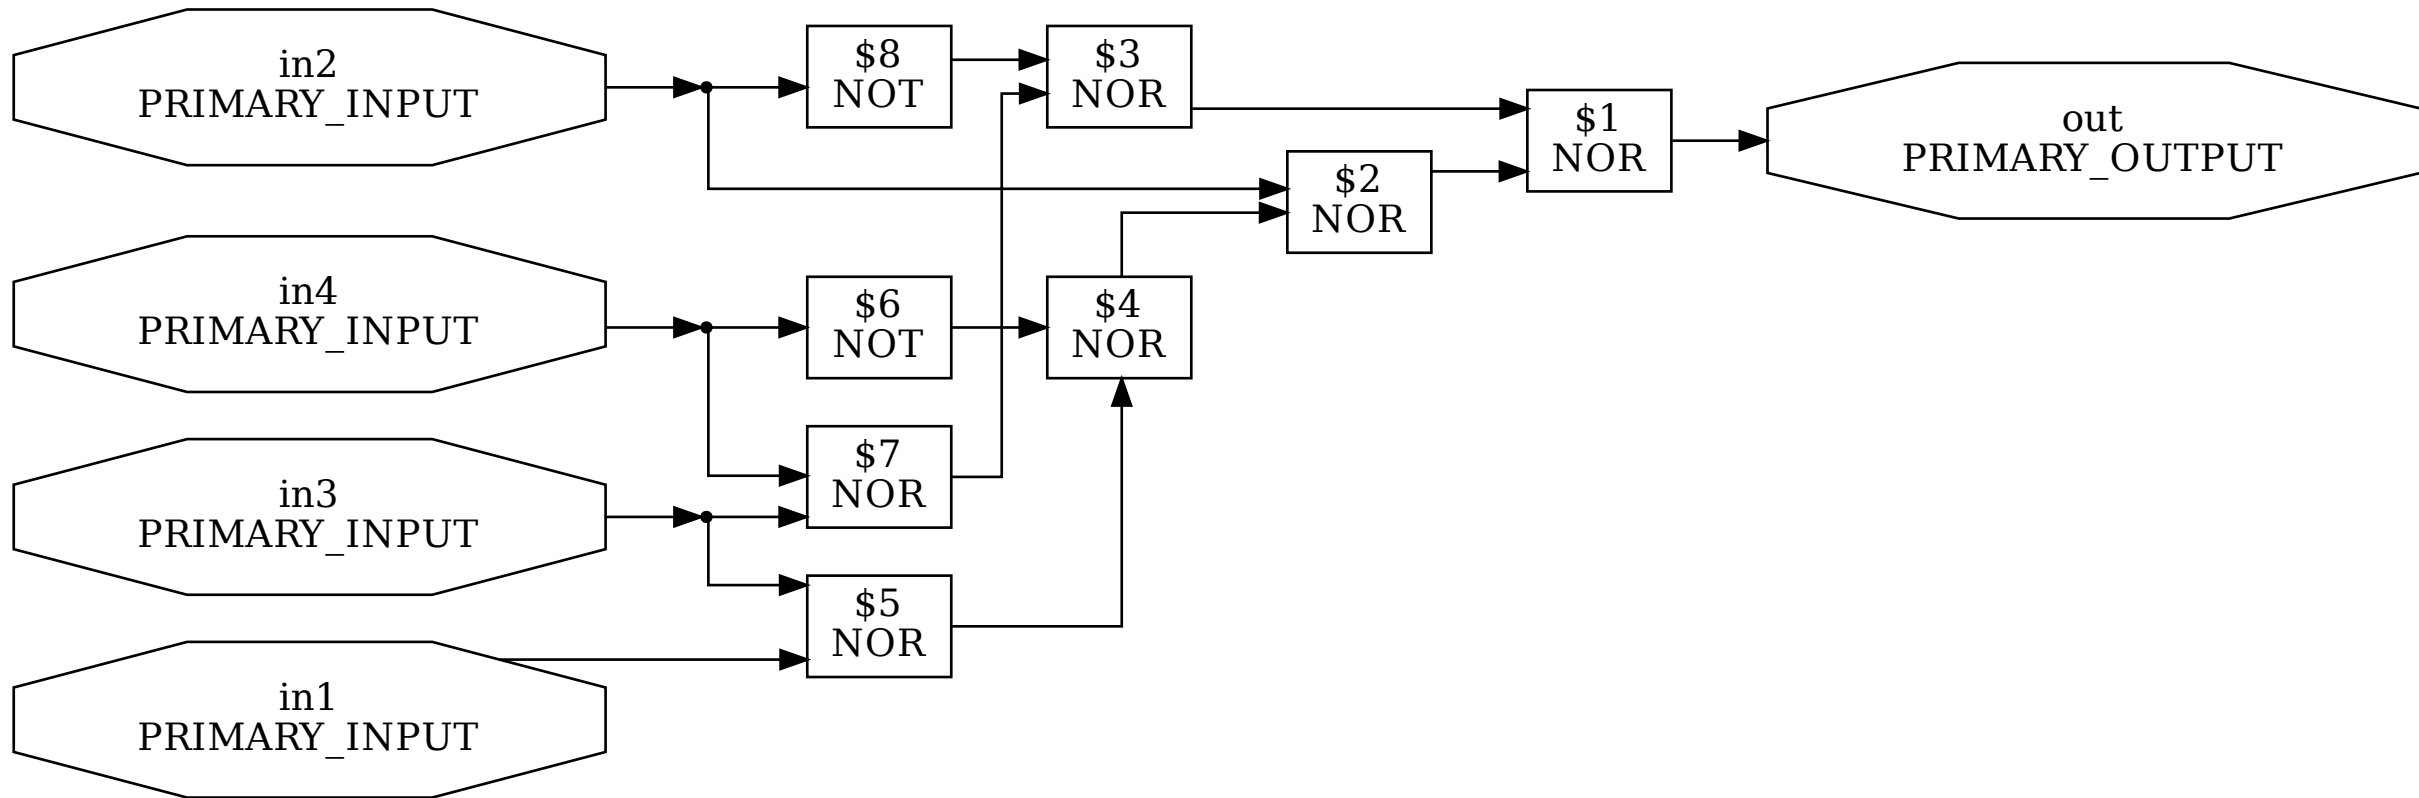 in2
PRIMARY_INPUT
$8
NOT
$3
NOR
$1
NOR
out
PRIMARY_OUTPUT
$2
NOR
in4
PRIMARY_INPUT
$6
NOT
$4
NOR
in3
PRIMARY_INPUT
$7
NOR
$5
NOR
in1
PRIMARY_INPUT